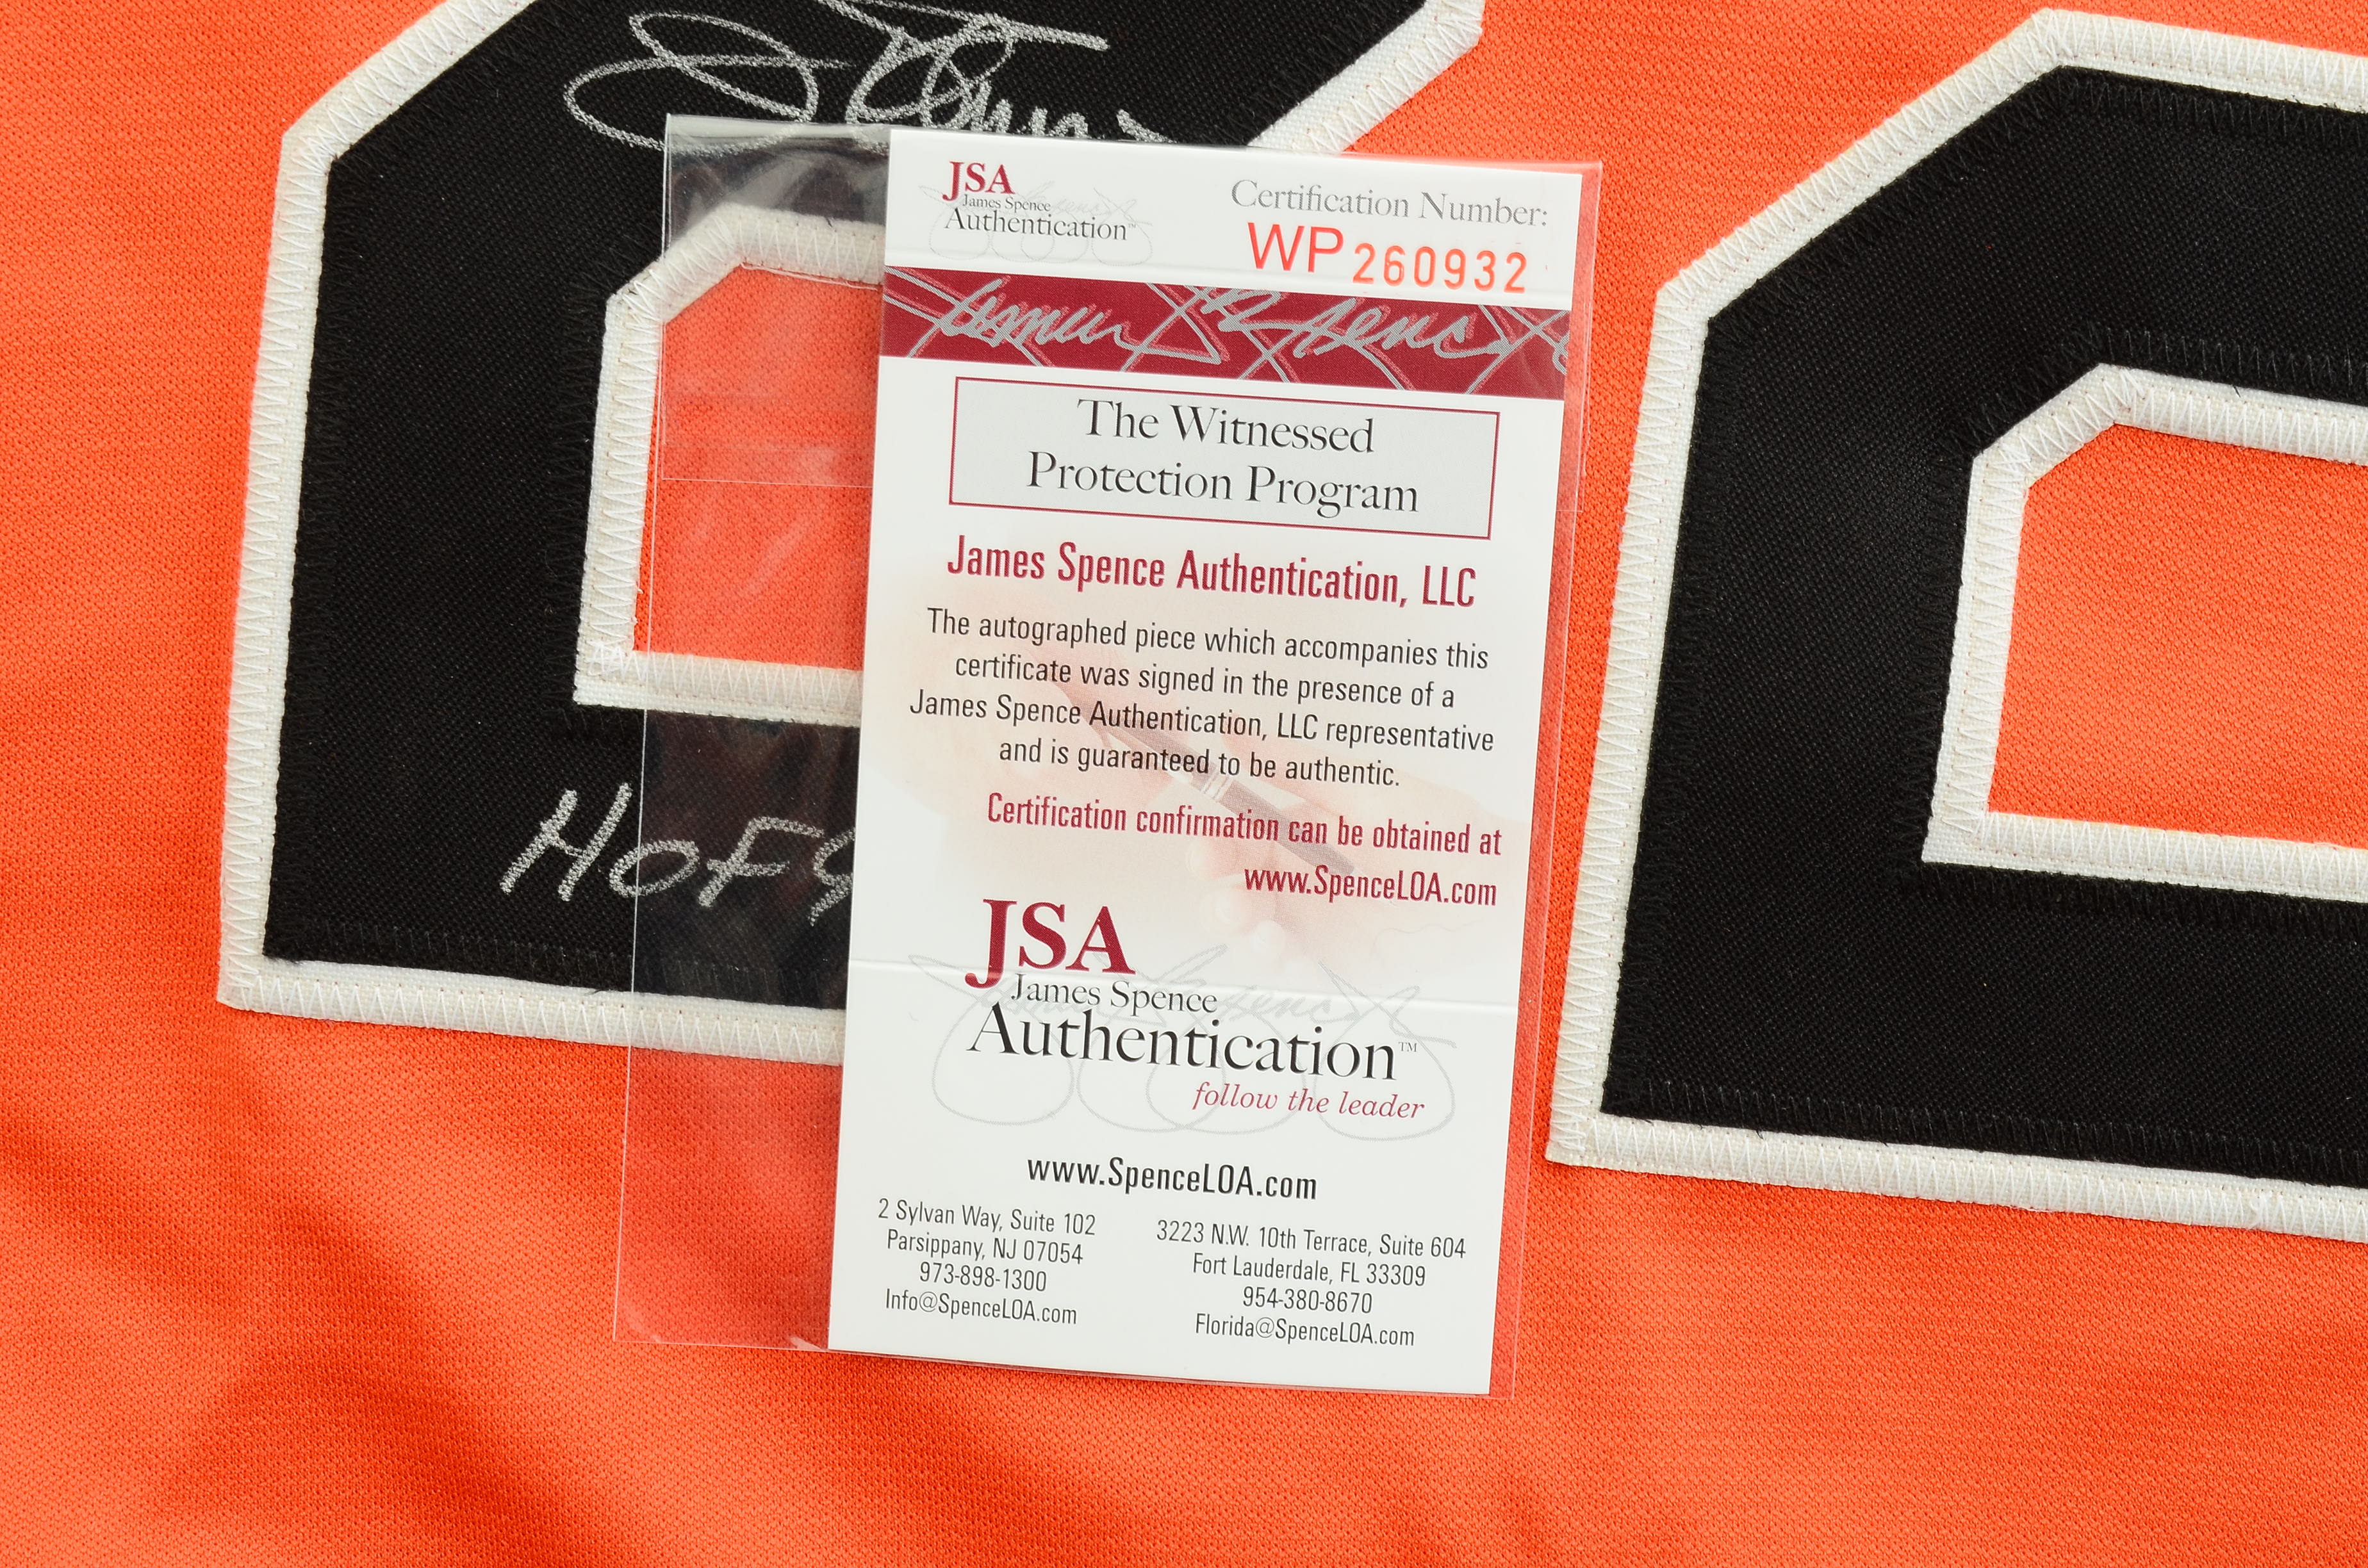 JSA
James Spence
Authentication™
Certification Number:
WP260932
The Witnessed
Protection Program
James Spence Authentication, LLC
The autographed piece which accompanies this
certificate was signed in the presence of a
James Spence Authentication, LLC representative
and is guaranteed to be authentic.
Certification confirmation can be obtained at
www.SpenceLOA.com
HOF9
JSA
James Spence
Authentication™
follow the leader
www.SpenceLOA.com
2 Sylvan Way, Suite 102
Parsippany, NJ 07054
973-898-1300
Info@SpenceLOA.com
3223 N.W. 10th Terrace, Suite 604
Fort Lauderdale, FL 33309
954-380-8670
Florida@SpenceLOA.com